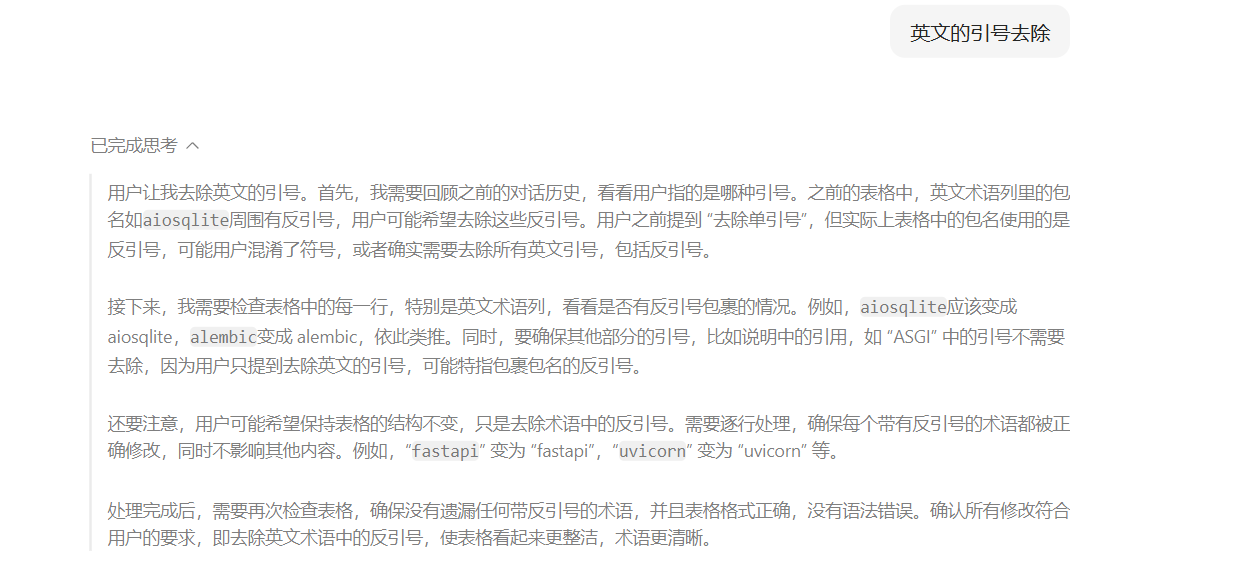 英文的引号去除
已完成思考
用户让我去除英文的引号。首先，我需要回顾之前的对话历史，看看用户指的是哪种引号。之前的表格中，英文术语列里的包
名如aiosqlite周围有反引号，用户可能希望去除这些反引号。用户之前提到 “去除单引号”，但实际上表格中的包名使用的是
反引号，可能用户混淆了符号，或者确实需要去除所有英文引号，包括反引号。
接下来，我需要检查表格中的每一行，特别是英文术语列，看看是否有反引号包裹的情况。例如，aiosqlite应该变成
aiosqlite，alembic变成 alembic，依此类推。同时，要确保其他部分的引号，比如说明中的引用，如 “ASGI” 中的引号不需要
去除，因为用户只提到去除英文的引号，可能特指包裹包名的反引号。
还要注意，用户可能希望保持表格的结构不变，只是去除术语中的反引号。需要逐行处理，确保每个带有反引号的术语都被正
确修改，同时不影响其他内容。例如，“fastapi” 变为 “fastapi”，“uvicorn” 变为 “uvicorn” 等。
处理完成后，需要再次检查表格，确保没有遗漏任何带反引号的术语，并且表格格式正确，没有语法错误。确认所有修改符合
用户的要求，即去除英文术语中的反引号，使表格看起来更整洁，术语更清晰。